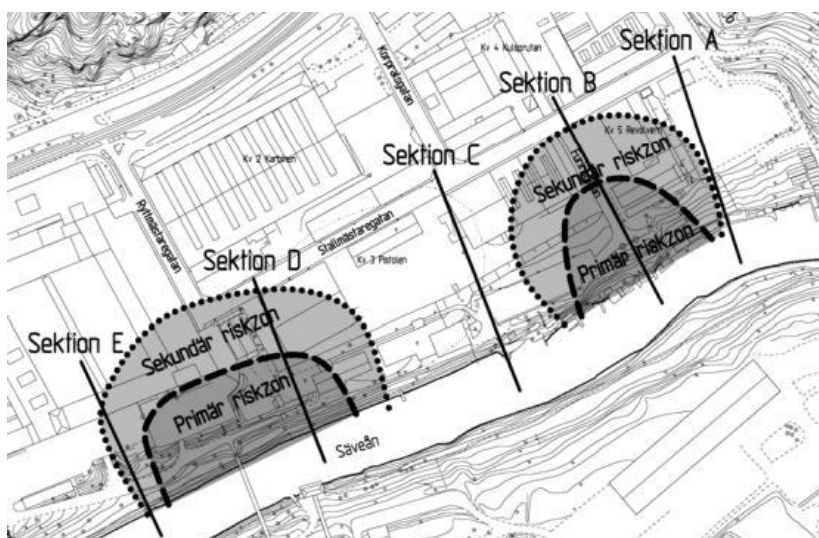 Sektion A
Kv 4 Kulsprutan
Korpralsgatan
Sektion B
Kv 5 Revolvern
Sektion C
Kv 2 Karbinen
Sekundär riskzon
Ryttmästaregatan
Stallmästaregatan
Primär riskzon
Sektion D
Kv 3 Pistolen
Sektion E
Sekundär riskzon
Primär riskzon
Säveån